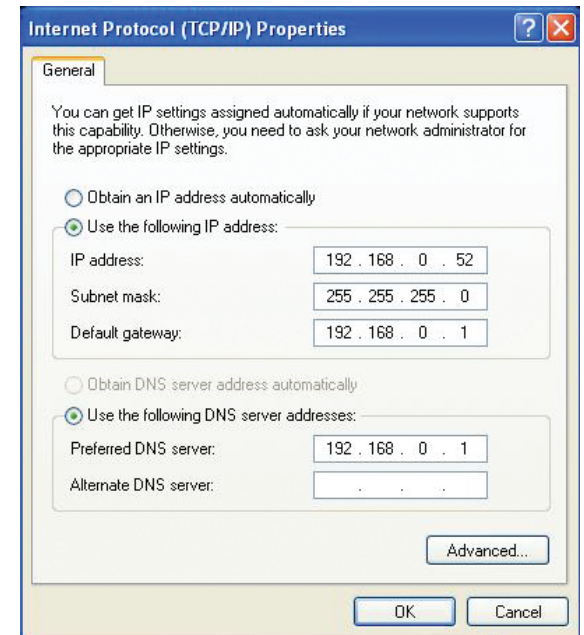 Internet Protocol (TCP/IP) Properties
General
You can get IP settings assigned automatically if your network supports
this capability. Otherwise, you need to ask your network administrator for
the appropriate IP settings.
Obtain an IP address automatically
Use the following IP address:
IP address: 192 . 168 . 0 . 52
Subnet mask: 255 . 255 . 255 . 0
Default gateway: 192 . 168 . 0 . 1
Obtain DNS server address automatically
Use the following DNS server addresses:
Preferred DNS server: 192 . 168 . 0 . 1
Alternate DNS server: . . .
Advanced...
OK Cancel